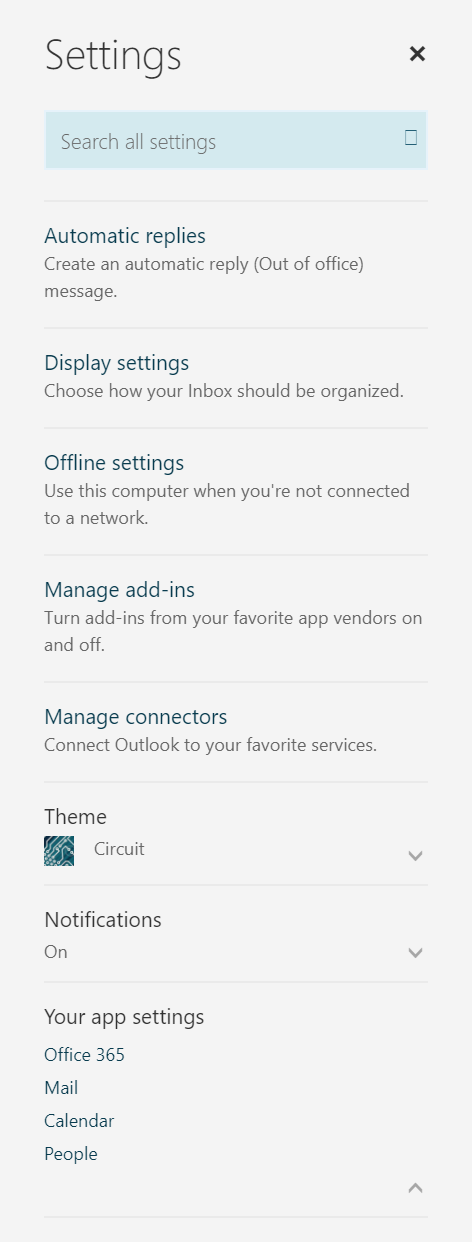 Settings
Search all settings
Automatic replies
Create an automatic reply (Out of office)
message.
Display settings
Choose how your Inbox should be organized.
Offline settings
Use this computer when you're not connected
to a network.
Manage add-ins
Turn add-ins from your favorite app vendors on
and off.
Manage connectors
Connect Outlook to your favorite services.
Theme
Circuit
Notifications
On
Your app settings
Office 365
Mail
Calendar
People